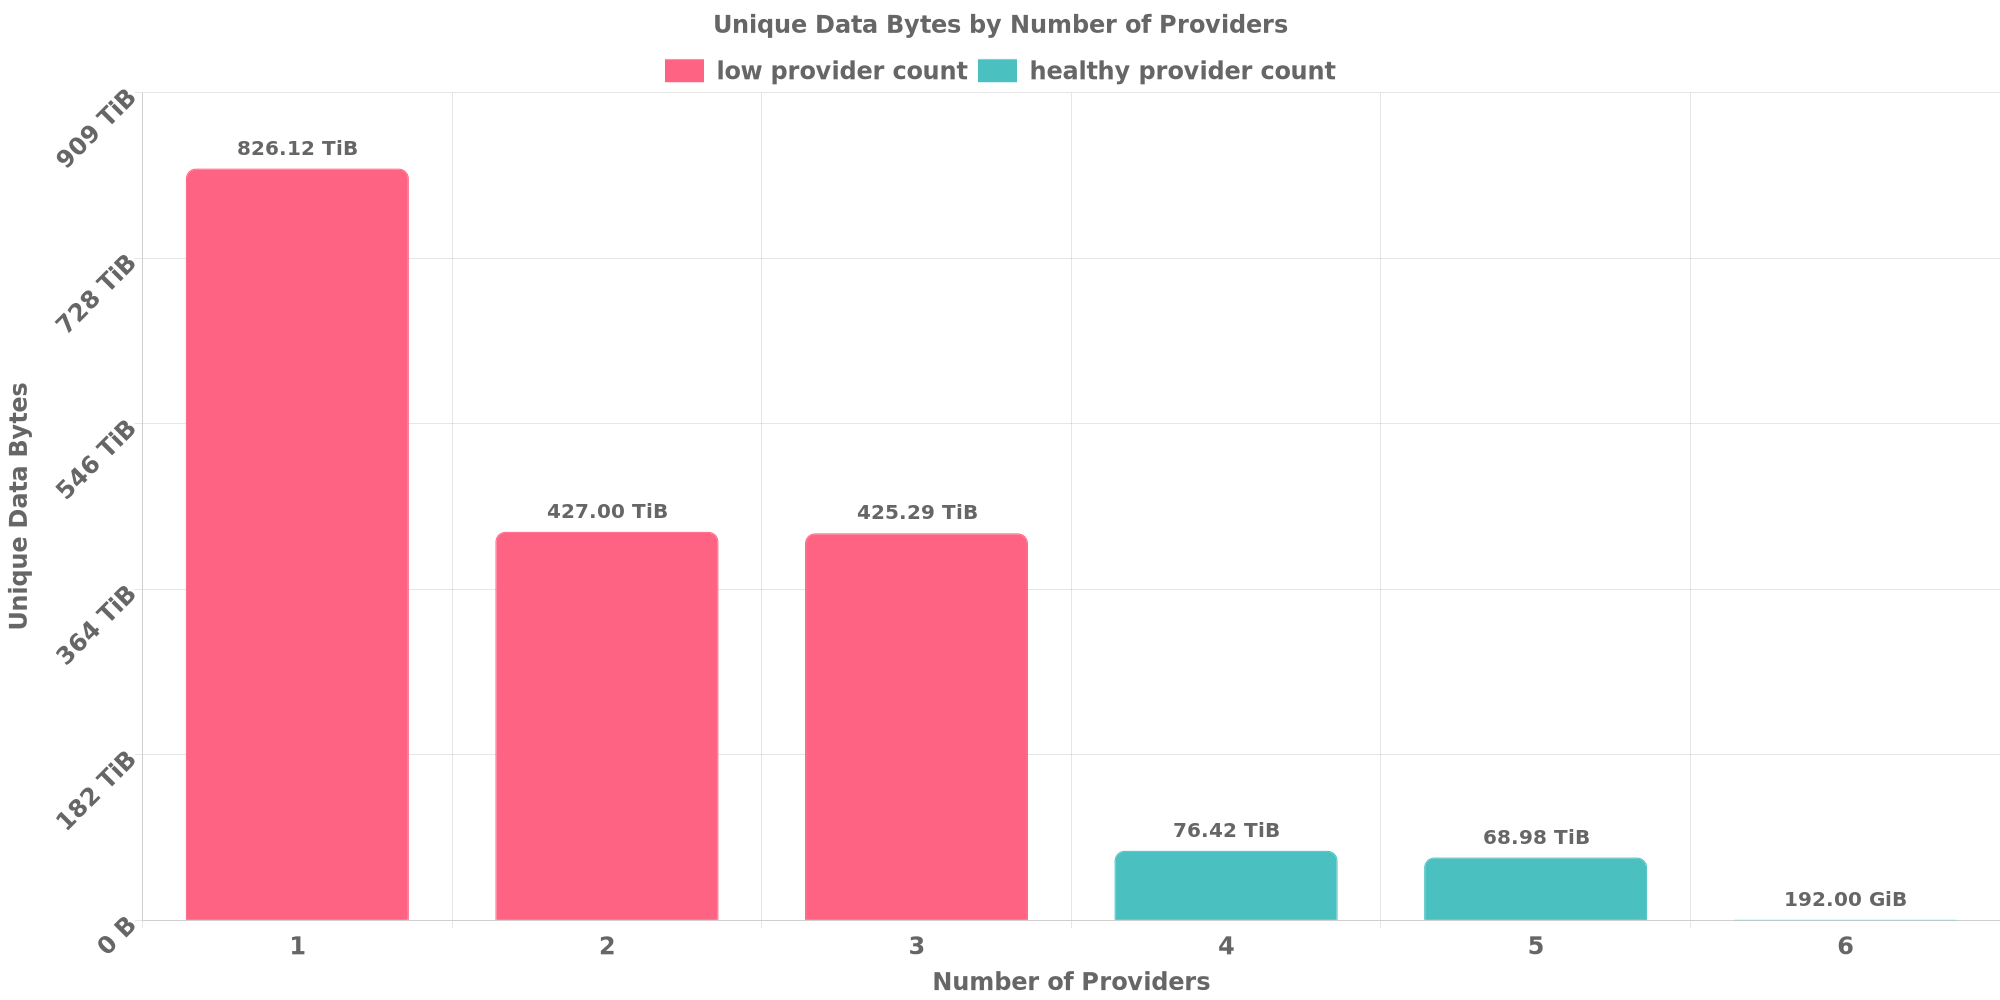 Unique Data Bytes by Number of Providers
low provider count healthy provider count
909 TiB
728 TiB
546 TiB
364 TiB
182 TiB
0 B
Unique Data Bytes
826.12 TiB
427.00 TiB
425.29 TiB
76.42 TiB
68.98 TiB
192.00 GiB
1 2 3 4 5 6
Number of Providers